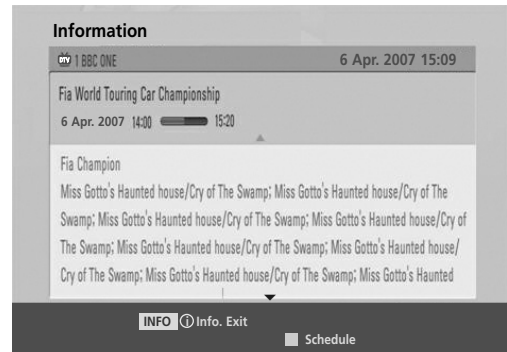 Information
DTV 1 BBC ONE 6 Apr. 2007 15:09
Fia World Touring Car Championship
6 Apr. 2007 14:00 15:20
Fia Champion
Miss Gotto's Haunted house/Cry of The Swamp; Miss Gotto's Haunted house/Cry of The
Swamp; Miss Gotto's Haunted house/Cry of The Swamp; Miss Gotto's Haunted house/Cry of
The Swamp; Miss Gotto's Haunted house/Cry of The Swamp; Miss Gotto's Haunted house/
Cry of The Swamp; Miss Gotto's Haunted house/Cry of The Swamp; Miss Gotto's Haunted
INFO i Info. Exit
Schedule